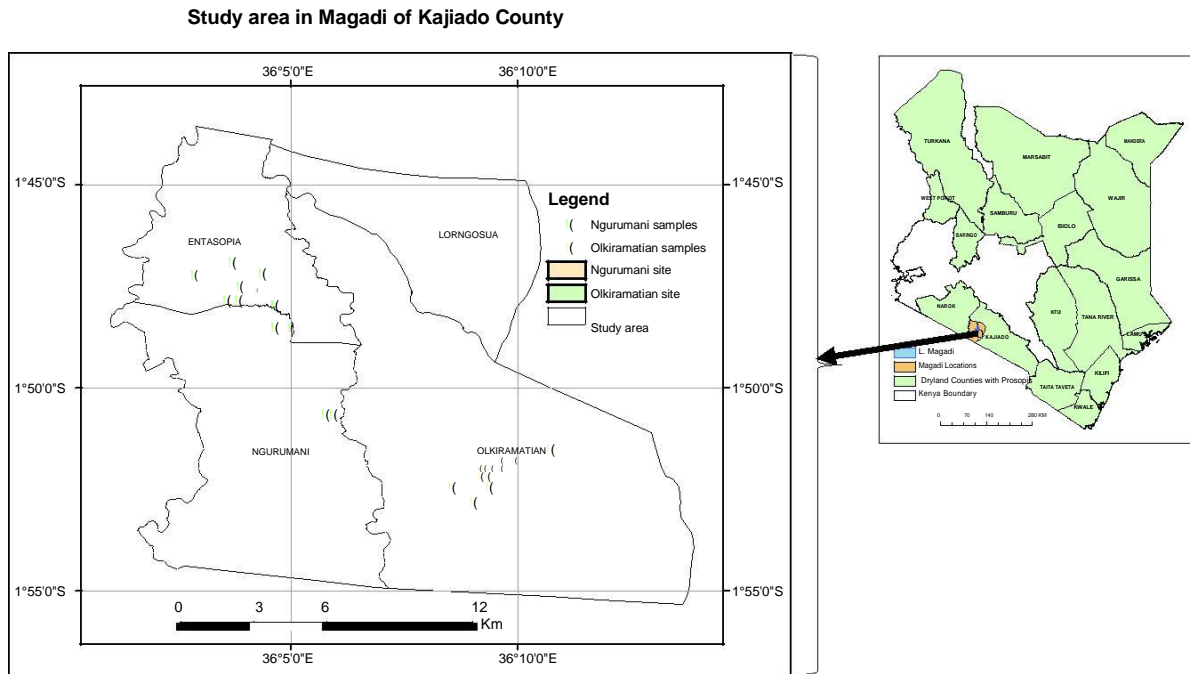 Study area in Magadi of Kajiado County
36°5'0"E
36°10'0"E
1°45'0"S
1°45'0"S
Legend
Ngurumani samples
Olkiramatian samples
Ngurumani site
Olkiramatian site
Study area
ENTASOPIA
LORNGOSUA
1°50'0"S
1°50'0"S
NGURUMANI
OLKIRAMATIAN
1°55'0"S
1°55'0"S
0 3 6 12
Km
36°5'0"E
36°10'0"E
TURKANA
MARSABIT
MANDERA
WEST POKOT
SAMBURU
WAJIR
ISIOLO
BARINGO
GARISSA
NAROK
KITUI
TANA RIVER
LAMU
KAJIADO
L. Magadi
Magadi Locations
Dryland Counties with Prosopis
Kenya Boundary
KILIFI
TAITA TAVETA
KWALE
0 70 140 280 KM